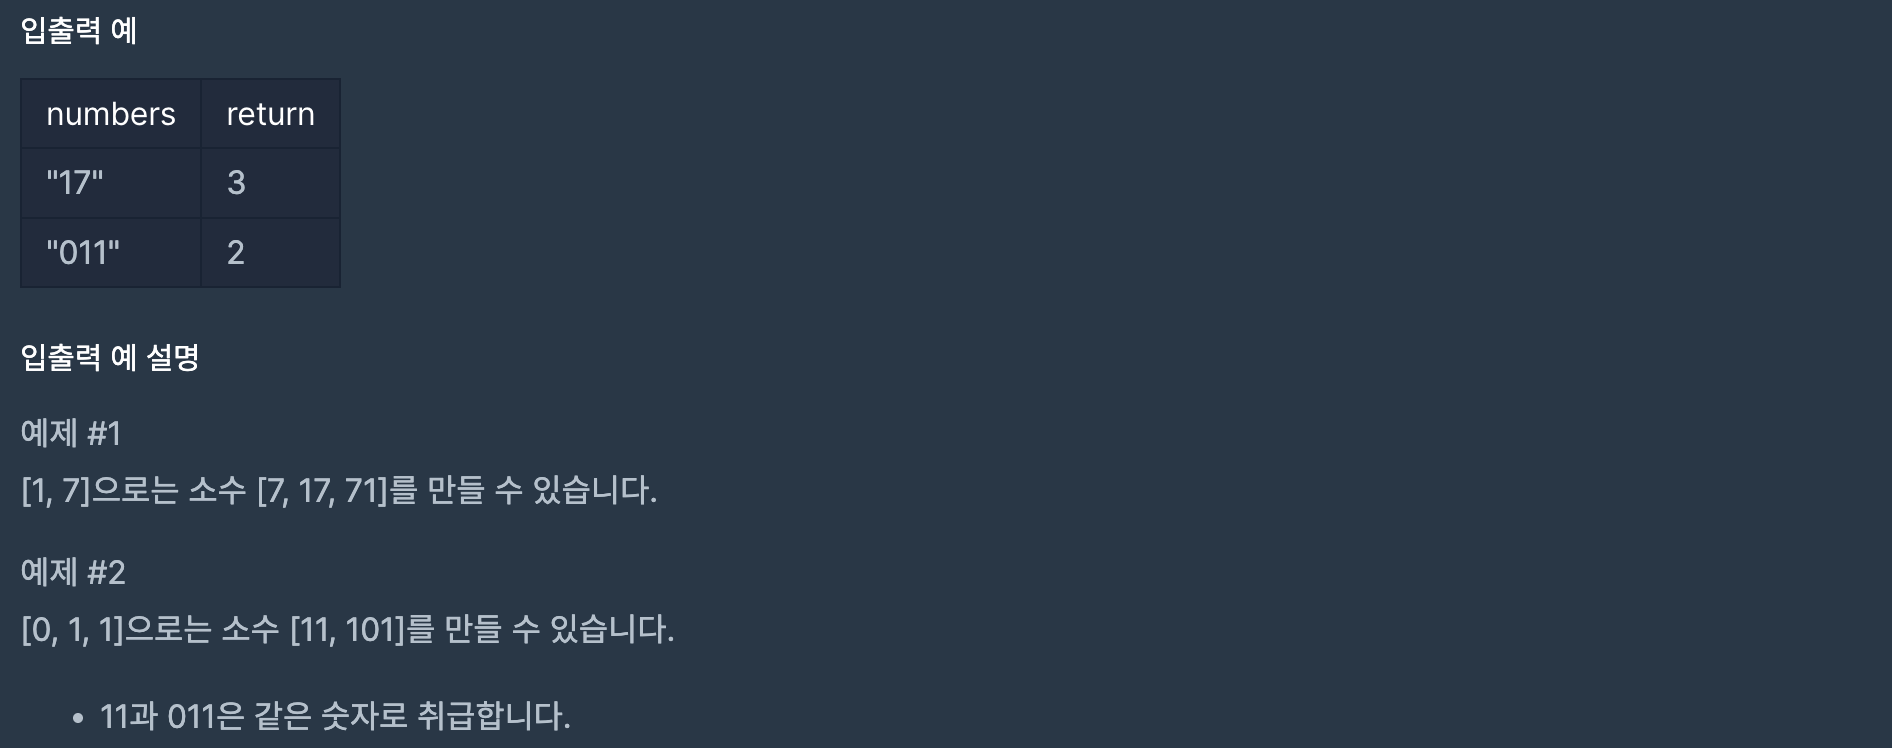 입출력 예
numbers return
"17" 3
"011" 2
입출력 예 설명
예제 #1
[1, 7]으로는 소수 [7, 17, 71]를 만들 수 있습니다.
예제 #2
[0, 1, 1]으로는 소수 [11, 101]를 만들 수 있습니다.
• 11과 011은 같은 숫자로 취급합니다.